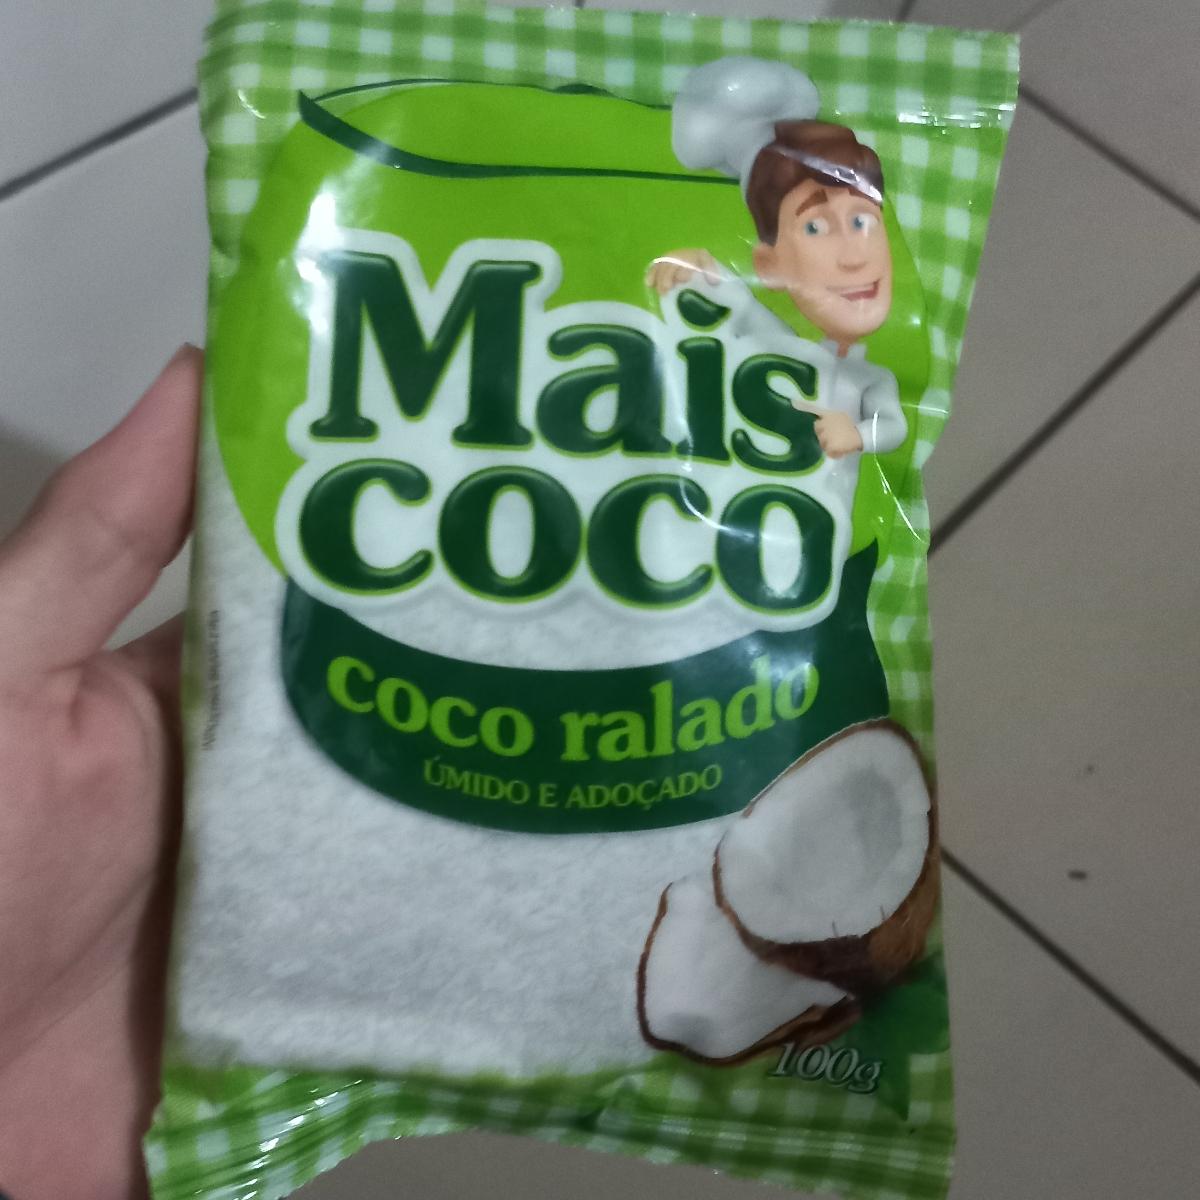 Mais
coco
coco ralado
ÚMIDO E ADOÇADO
100g